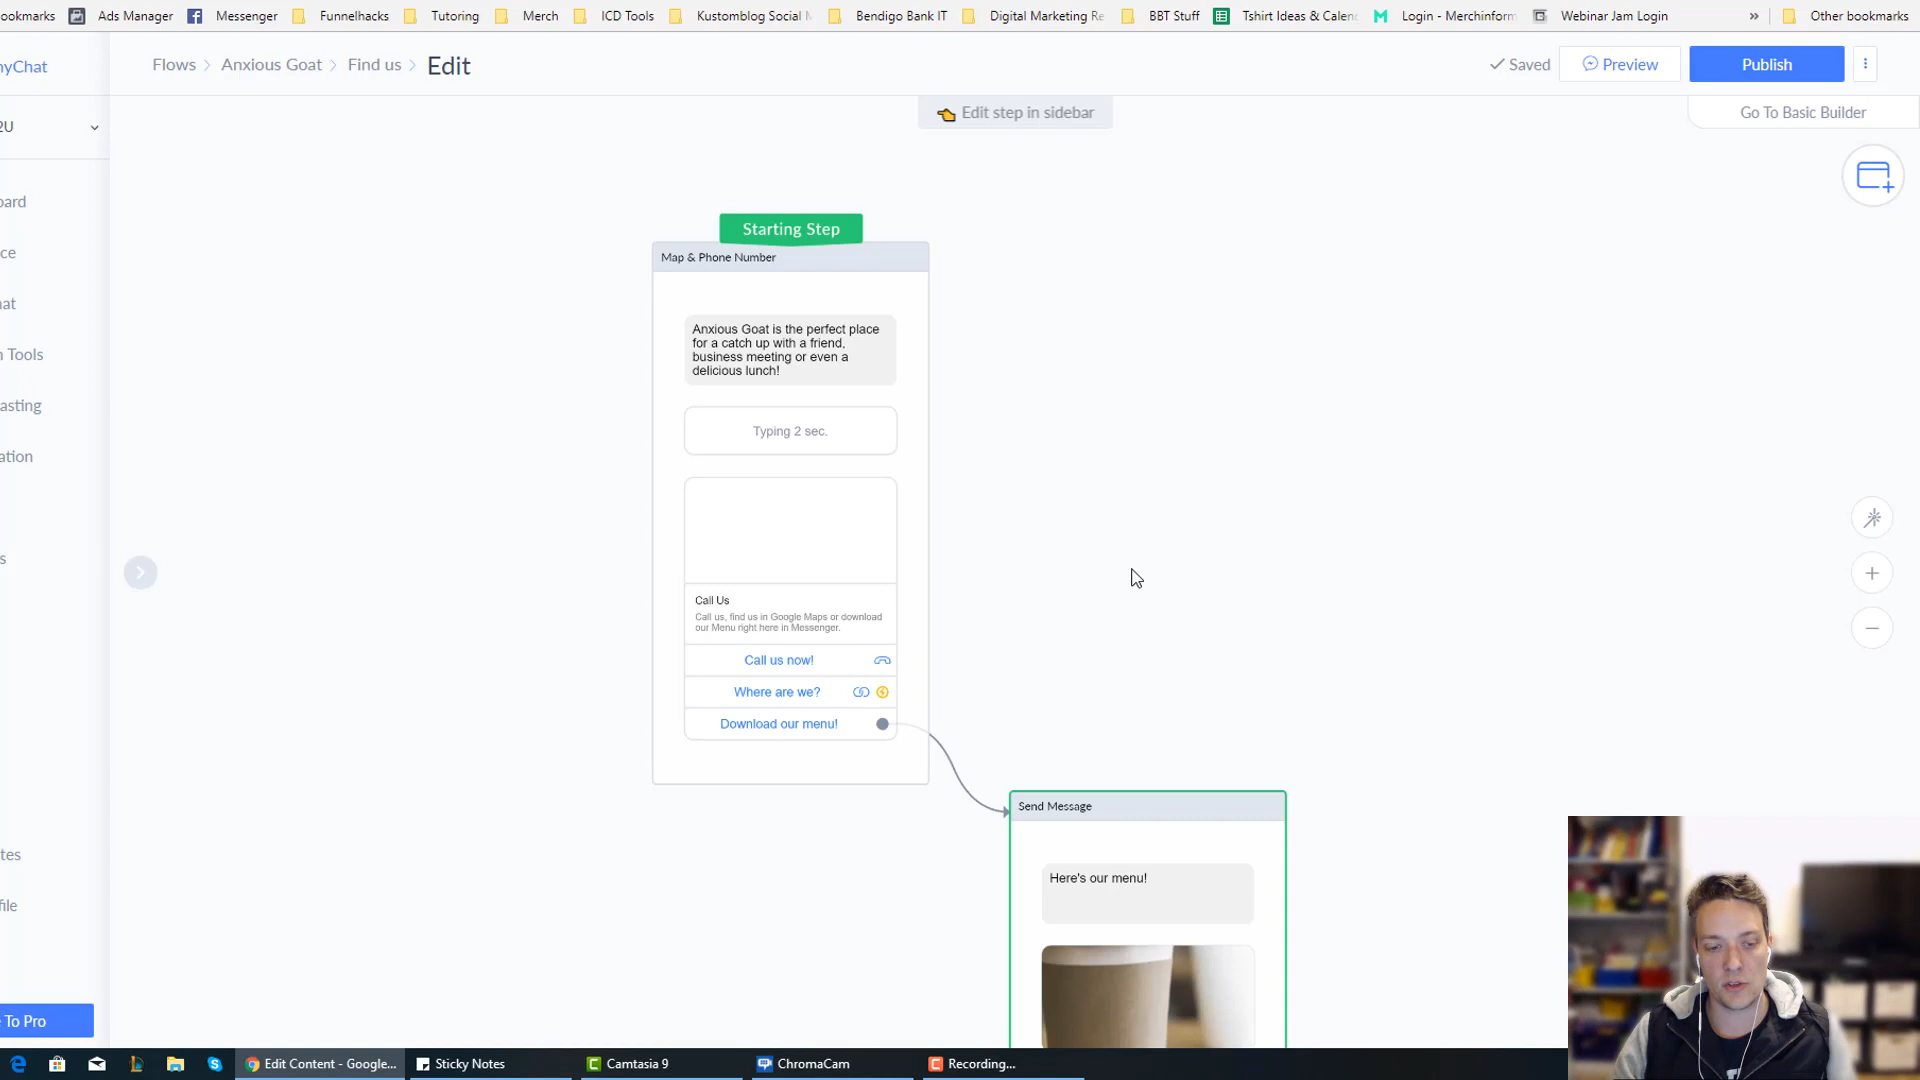 ookmarks Ads Manager Messenger Funnelhacks Tutoring Merch ICD Tools Kustomblog Social Bendigo Bank IT Digital Marketing Re BBT Stuff Tshirt Ideas & Calen Login - Merchinform Webinar Jam Login » Other bookmarks
nyChat
Flows > Anxious Goat > Find us > Edit
Saved
Preview
Publish
Edit step in sidebar
Go To Basic Builder
2U
oard
ce
hat
h Tools
asting
ation
s
tes
file
e To Pro
Starting Step
Map & Phone Number
Anxious Goat is the perfect place
for a catch up with a friend,
business meeting or even a
delicious lunch!
Typing 2 sec.
Call Us
Call us, find us in Google Maps or download
our Menu right here in Messenger.
Call us now!
Where are we?
Download our menu!
Send Message
Here's our menu!
Edit Content - Google... Sticky Notes Camtasia 9 ChromaCam Recording...